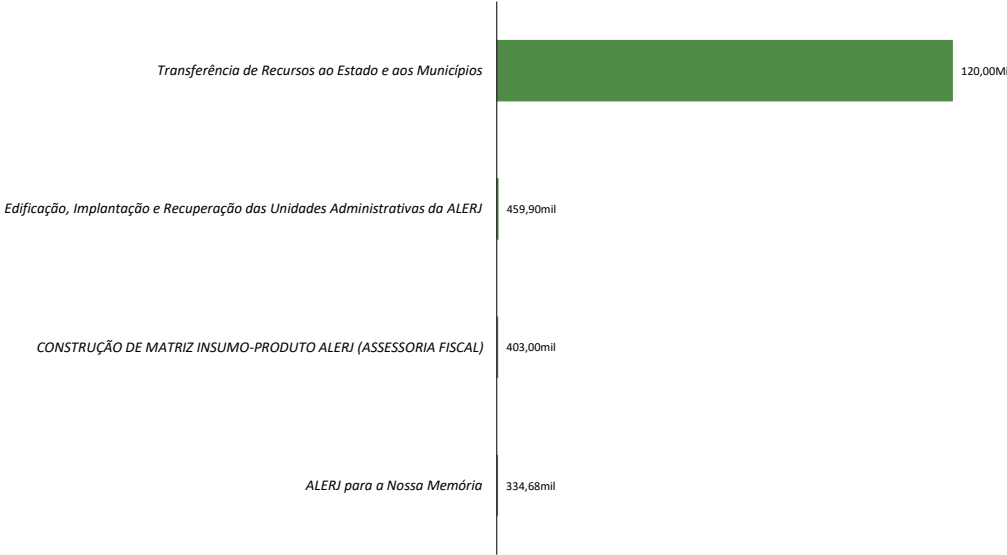 Transferência de Recursos ao Estado e aos Municípios
120,00Mi
Edificação, Implantação e Recuperação das Unidades Administrativas da ALERJ
459,90mil
CONSTRUÇÃO DE MATRIZ INSUMO-PRODUTO ALERJ (ASSESSORIA FISCAL)
403,00mil
ALERJ para a Nossa Memória
334,68mil